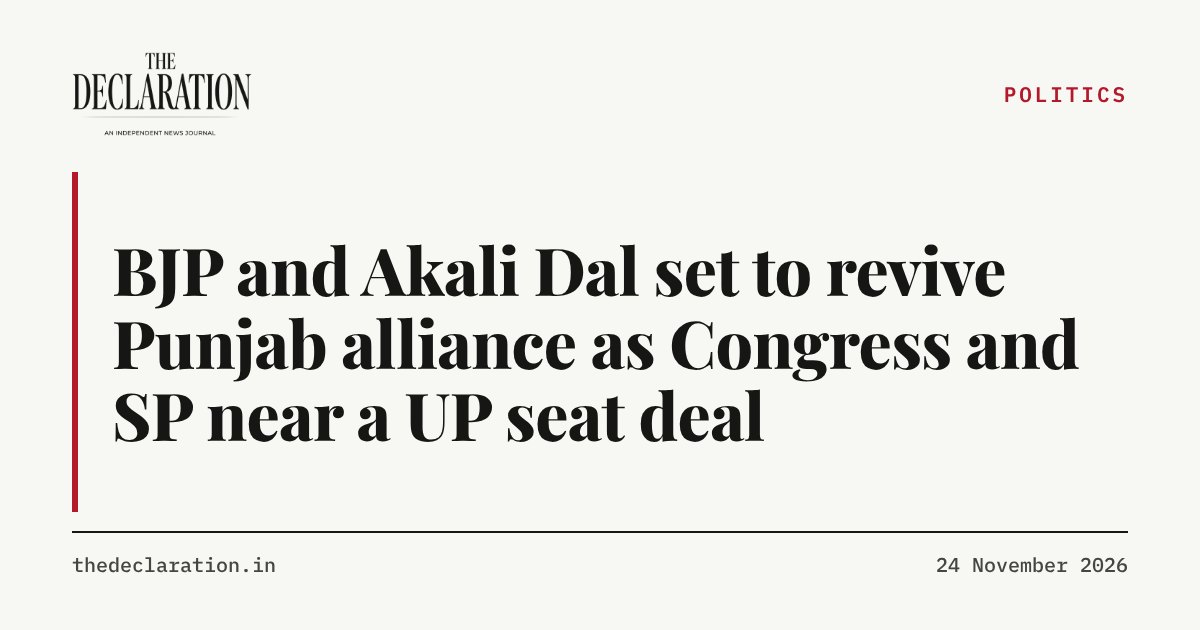 THE
DECLARATION
AN INDEPENDENT NEWS JOURNAL
POLITICS
BJP and Akali Dal set to revive
Punjab alliance as Congress and
SP near a UP seat deal
thedeclaration.in
24 November 2026